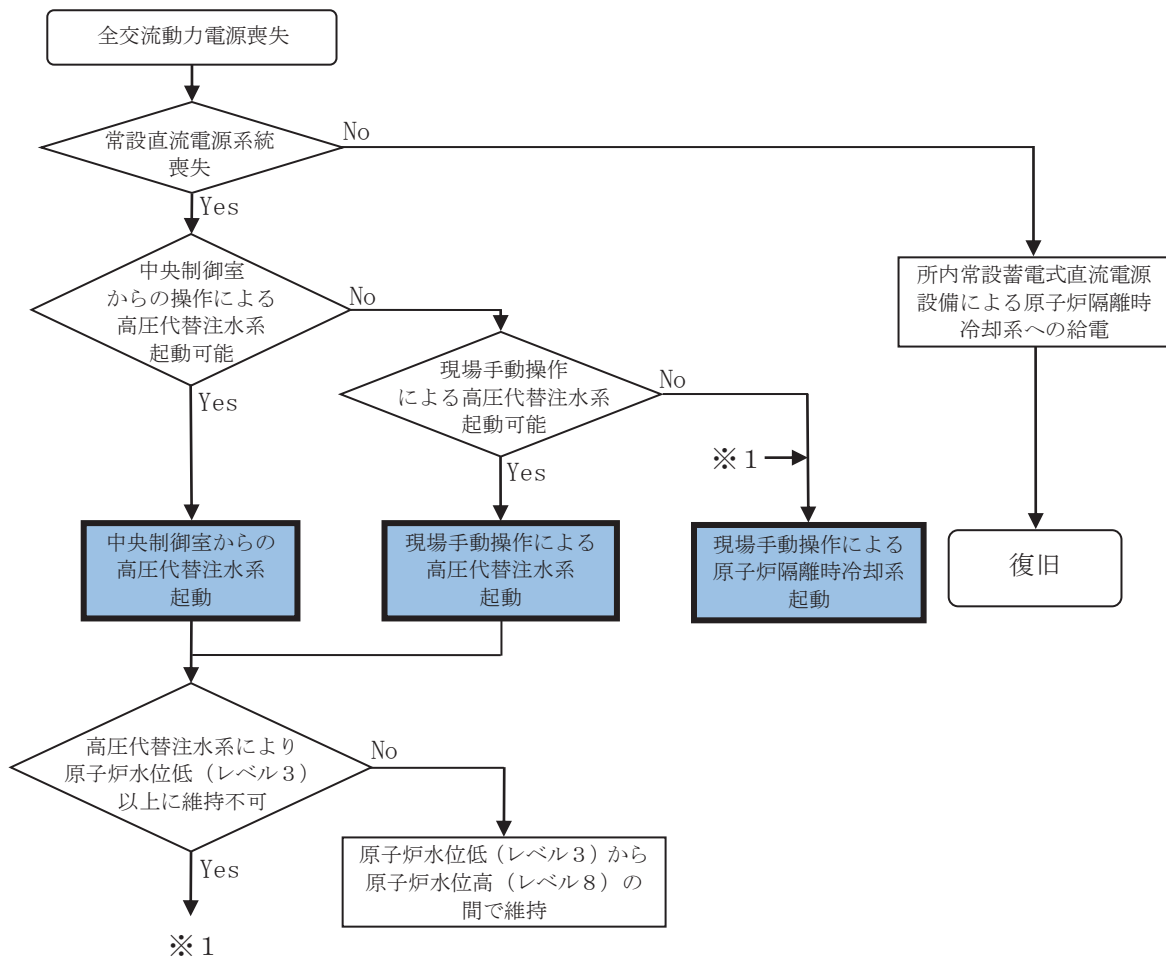 全交流動力電源喪失
常設直流電源系統
喪失
No
Yes
中央制御室
からの操作による
高圧代替注水系
起動可能
No
Yes
現場手動操作
による高圧代替注水系
起動可能
No
Yes
※1
所内常設蓄電式直流電源
設備による原子炉隔離時
冷却系への給電
中央制御室からの
高圧代替注水系
起動
現場手動操作による
高圧代替注水系
起動
現場手動操作による
原子炉隔離時冷却系
起動
復旧
高圧代替注水系により
原子炉水位低（レベル3）
以上に維持不可
No
Yes
原子炉水位低（レベル3）から
原子炉水位高（レベル8）の
間で維持
※1